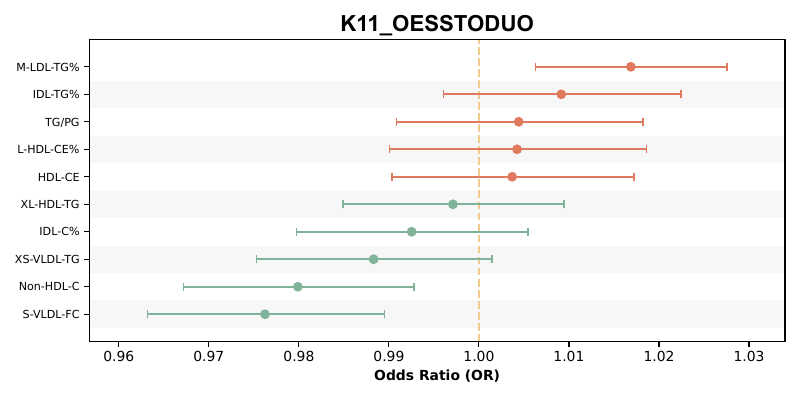 K11_OESSTODUO
M-LDL-TG%
IDL-TG%
TG/PG
L-HDL-CE%
HDL-CE
XL-HDL-TG
IDL-C%
XS-VLDL-TG
Non-HDL-C
S-VLDL-FC
0.96 0.97 0.98 0.99 1.00 1.01 1.02 1.03
Odds Ratio (OR)